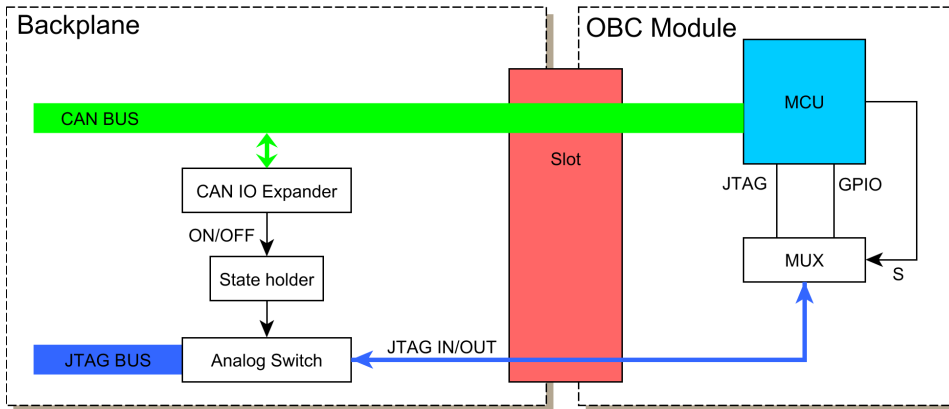 Backplane
OBC Module
MCU
CAN BUS
Slot
CAN IO Expander
JTAG
GPIO
ON/OFF
MUX
S
State holder
JTAG IN/OUT
JTAG BUS
Analog Switch